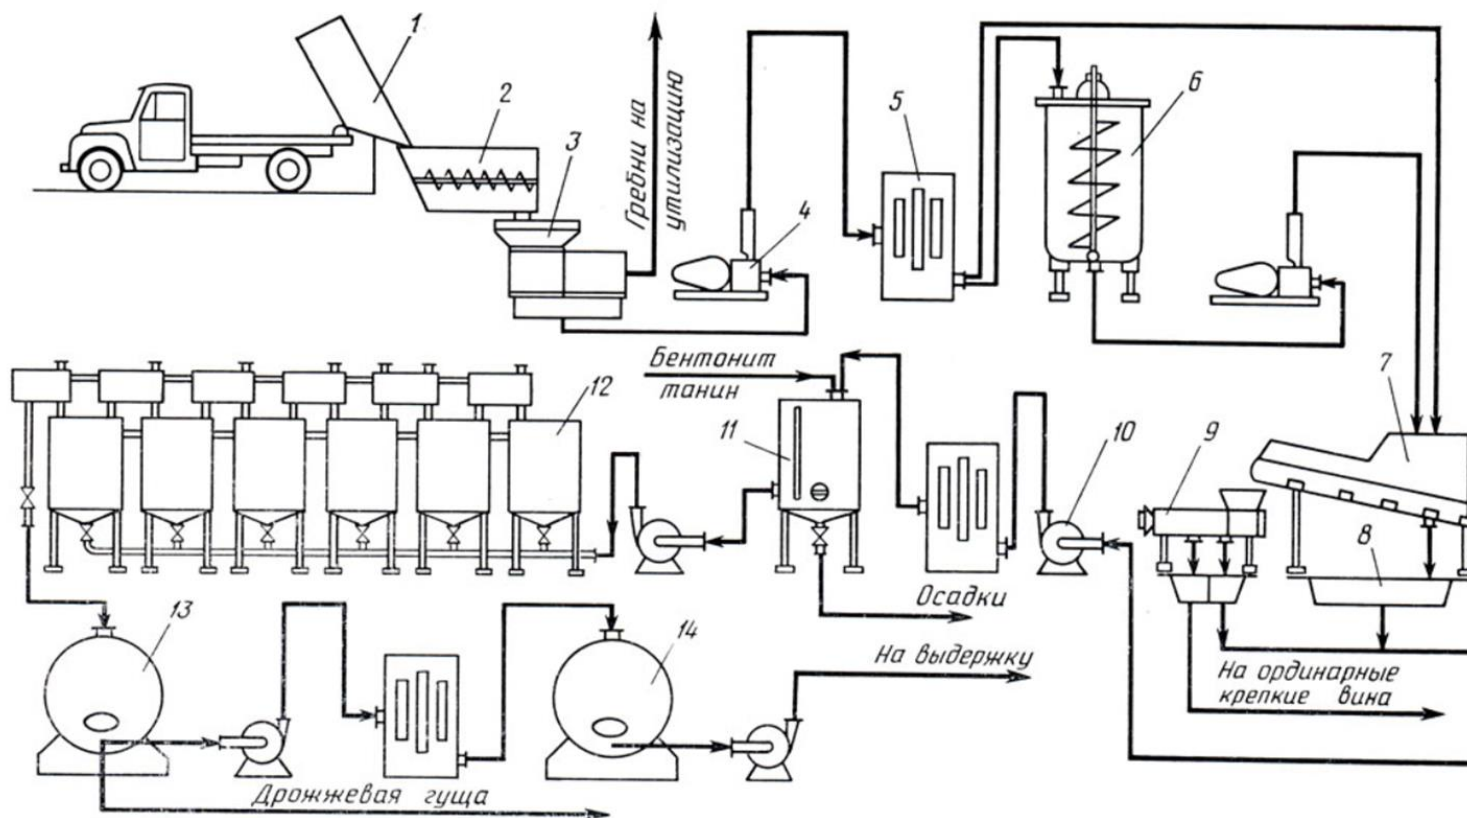 1
2
3
Гребни на
утилизацию
4
5
6
7
8
9
10
Бентонит
танин
11
12
Осадки
13
14
На выдержку
На ординарные
крепкие вина
Дрожжевая гуща